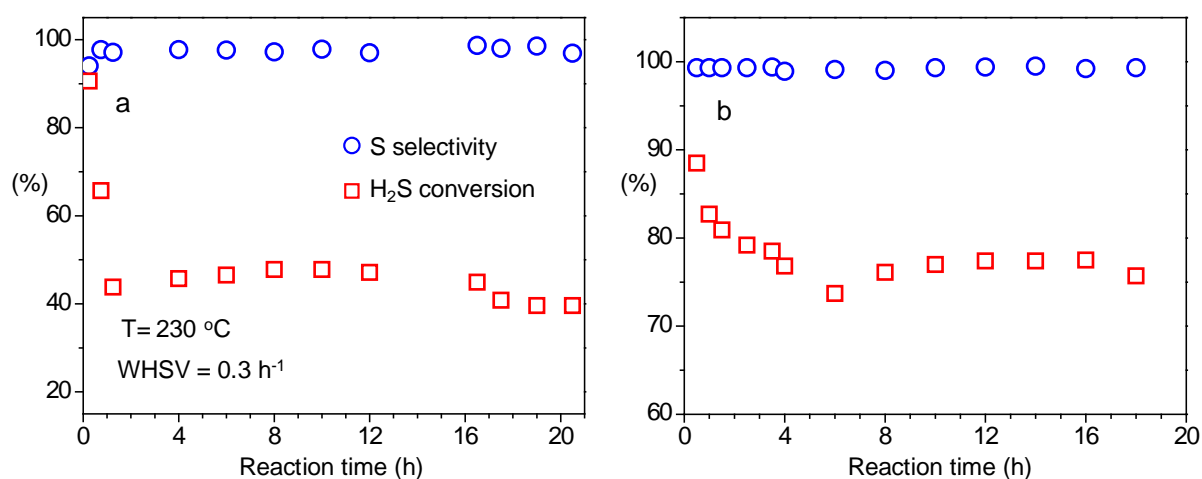 100
80
60
40
20
(%)
a
S selectivity
H₂S conversion
T= 230 °C
WHSV = 0.3 h⁻¹
0 4 8 12 16 20
Reaction time (h)
100
90
80
70
60
(%)
b
0 4 8 12 16 20
Reaction time (h)